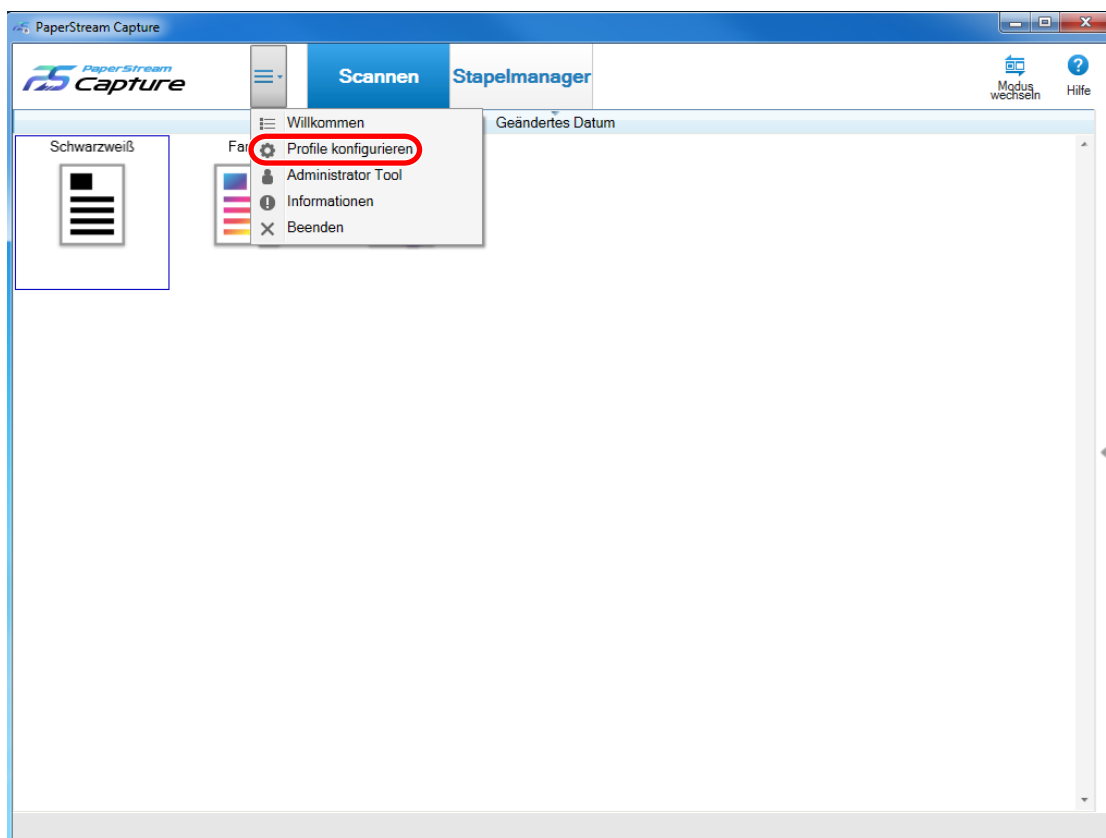 PaperStream Capture
PaperStream
Capture
Scannen
Stapelmanager
Modus
wechseln
Hilfe
Geändertes Datum
Willkommen
Profile konfigurieren
Administrator Tool
Informationen
Beenden
Schwarzweiß